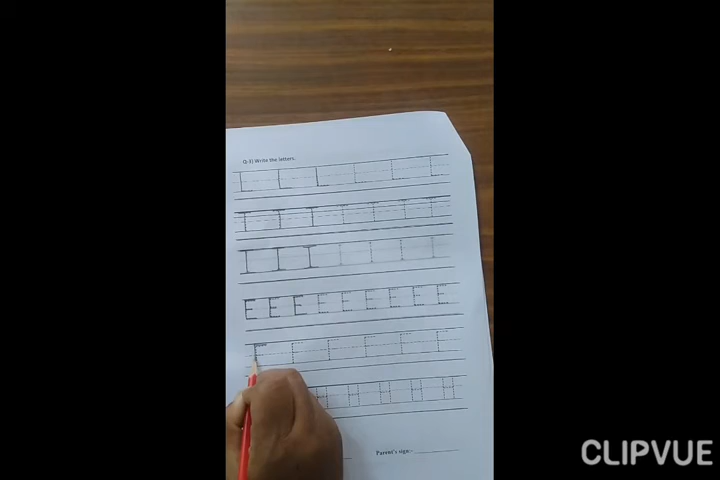 Q-3) Write the letters.
L L L L L L
T T T T T T T
I I I I I I I
E E E E E E E E E
F F F F F F
H H H H H
Parent's sign:-
CLIPVUE